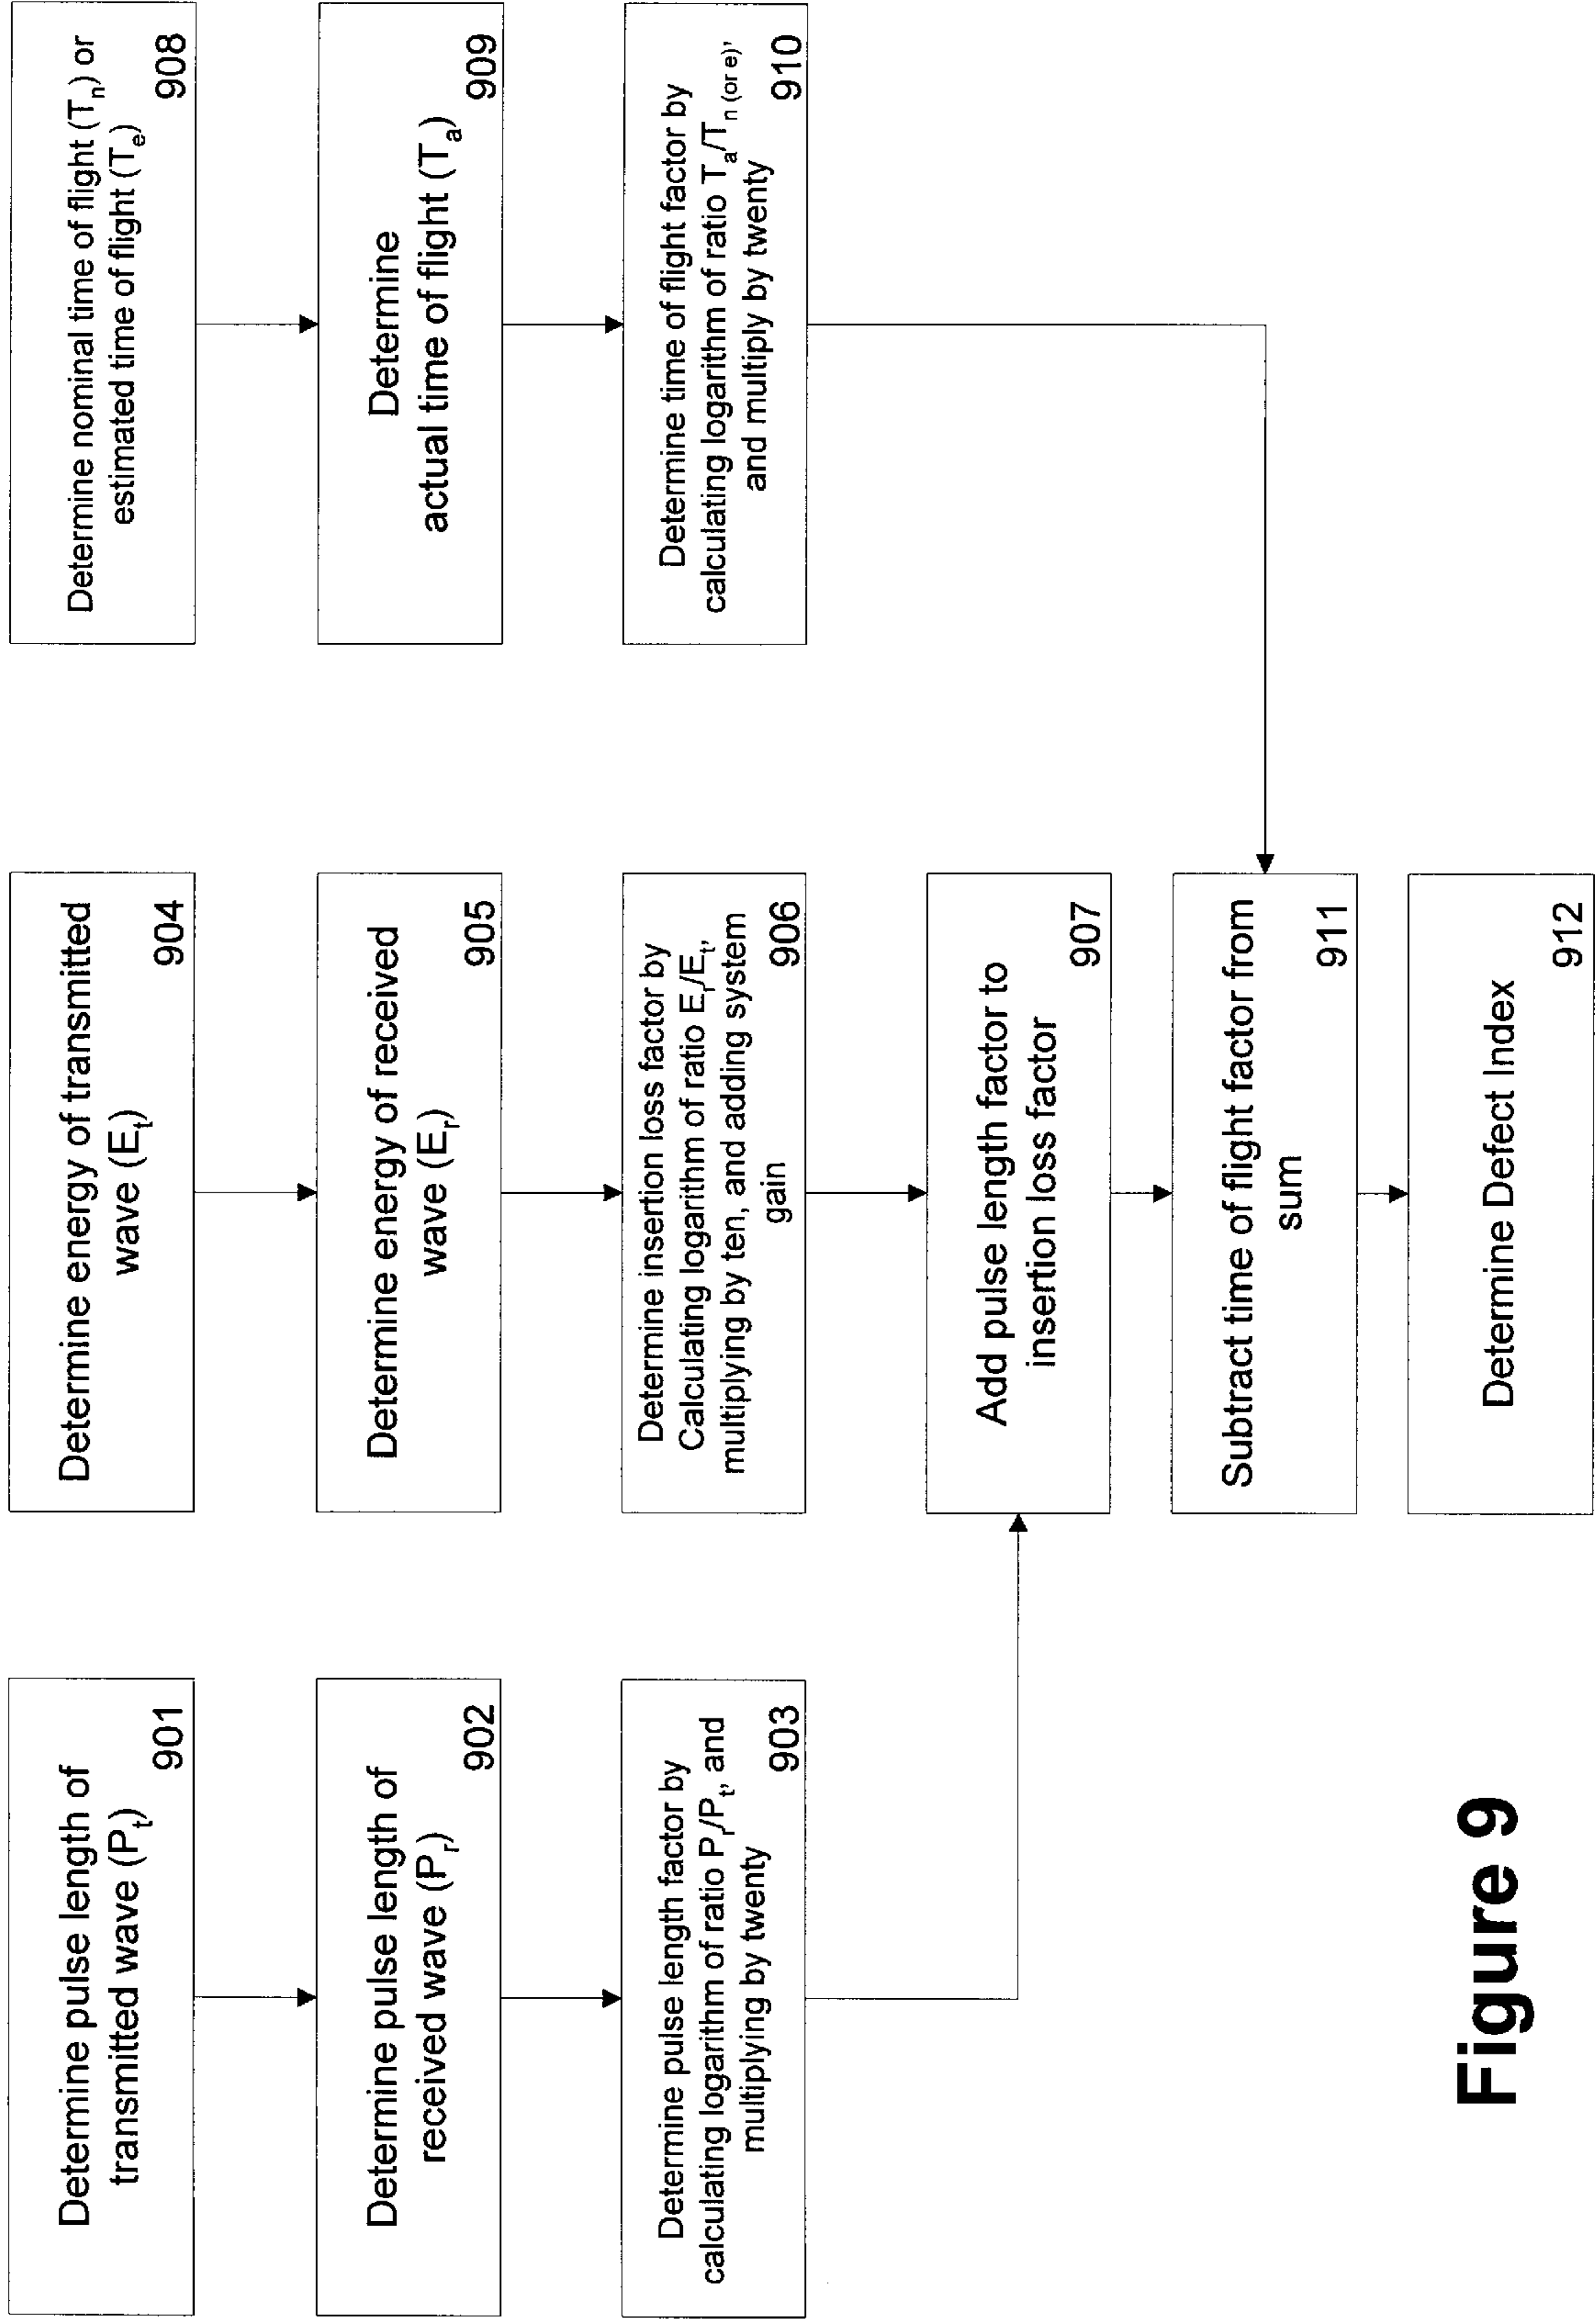 Determine pulse length of
transmitted wave (Pt)
901
Determine pulse length of
received wave (Pr)
902
Determine pulse length factor by
calculating logarithm of ratio Pr/Pt, and
multiplying by twenty
903
Determine energy of transmitted
wave (Et)
904
Determine energy of received
wave (Er)
905
Determine insertion loss factor by
Calculating logarithm of ratio Er/Et,
multiplying by ten, and adding system
gain
906
Add pulse length factor to
insertion loss factor
907
Determine nominal time of flight (Tn) or
estimated time of flight (Te)
908
Determine
actual time of flight (Ta)
909
Determine time of flight factor by
calculating logarithm of ratio Ta/Tn (or e),
and multiply by twenty
910
Subtract time of flight factor from
sum
911
Determine Defect Index
912
Figure 9